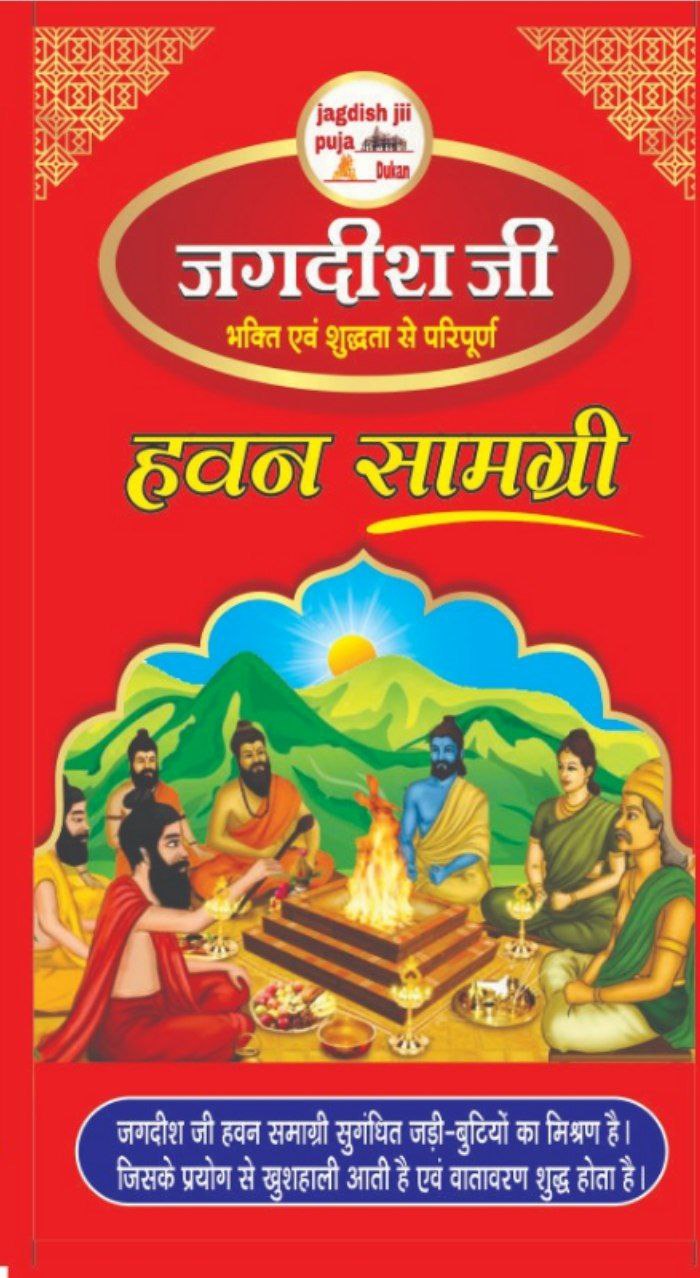 jagdish jii
puja
Dukan
जगदीश जी
भक्ति एवं शुद्धता से परिपूर्ण
हवन सामग्री
जगदीश जी हवन समाग्री सुगंधित जड़ी-बुटियों का मिश्रण है।
जिसके प्रयोग से खुशहाली आती है एवं वातावरण शुद्ध होता है।